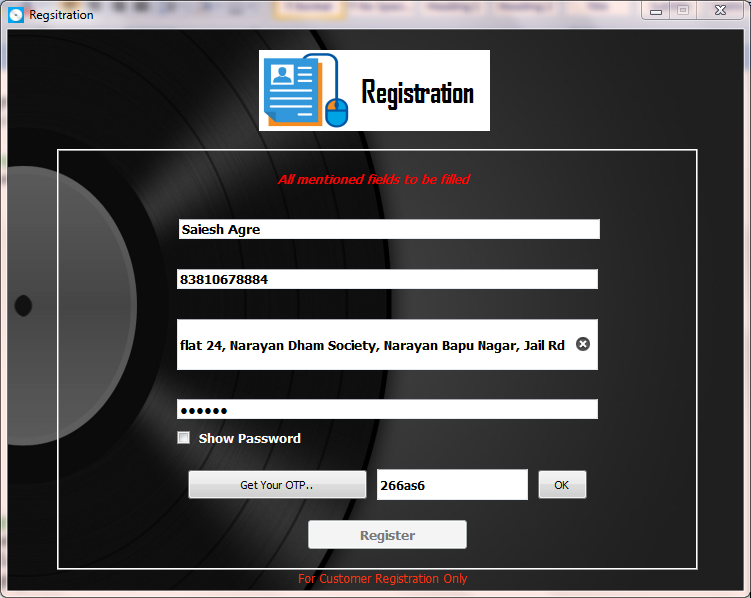 Regsitration
Registration
All mentioned fields to be filled
Saiesh Agre
83810678884
flat 24, Narayan Dham Society, Narayan Bapu Nagar, Jail Rd
●●●●●●
Show Password
Get Your OTP.. 266as6 OK
Register
For Customer Registration Only